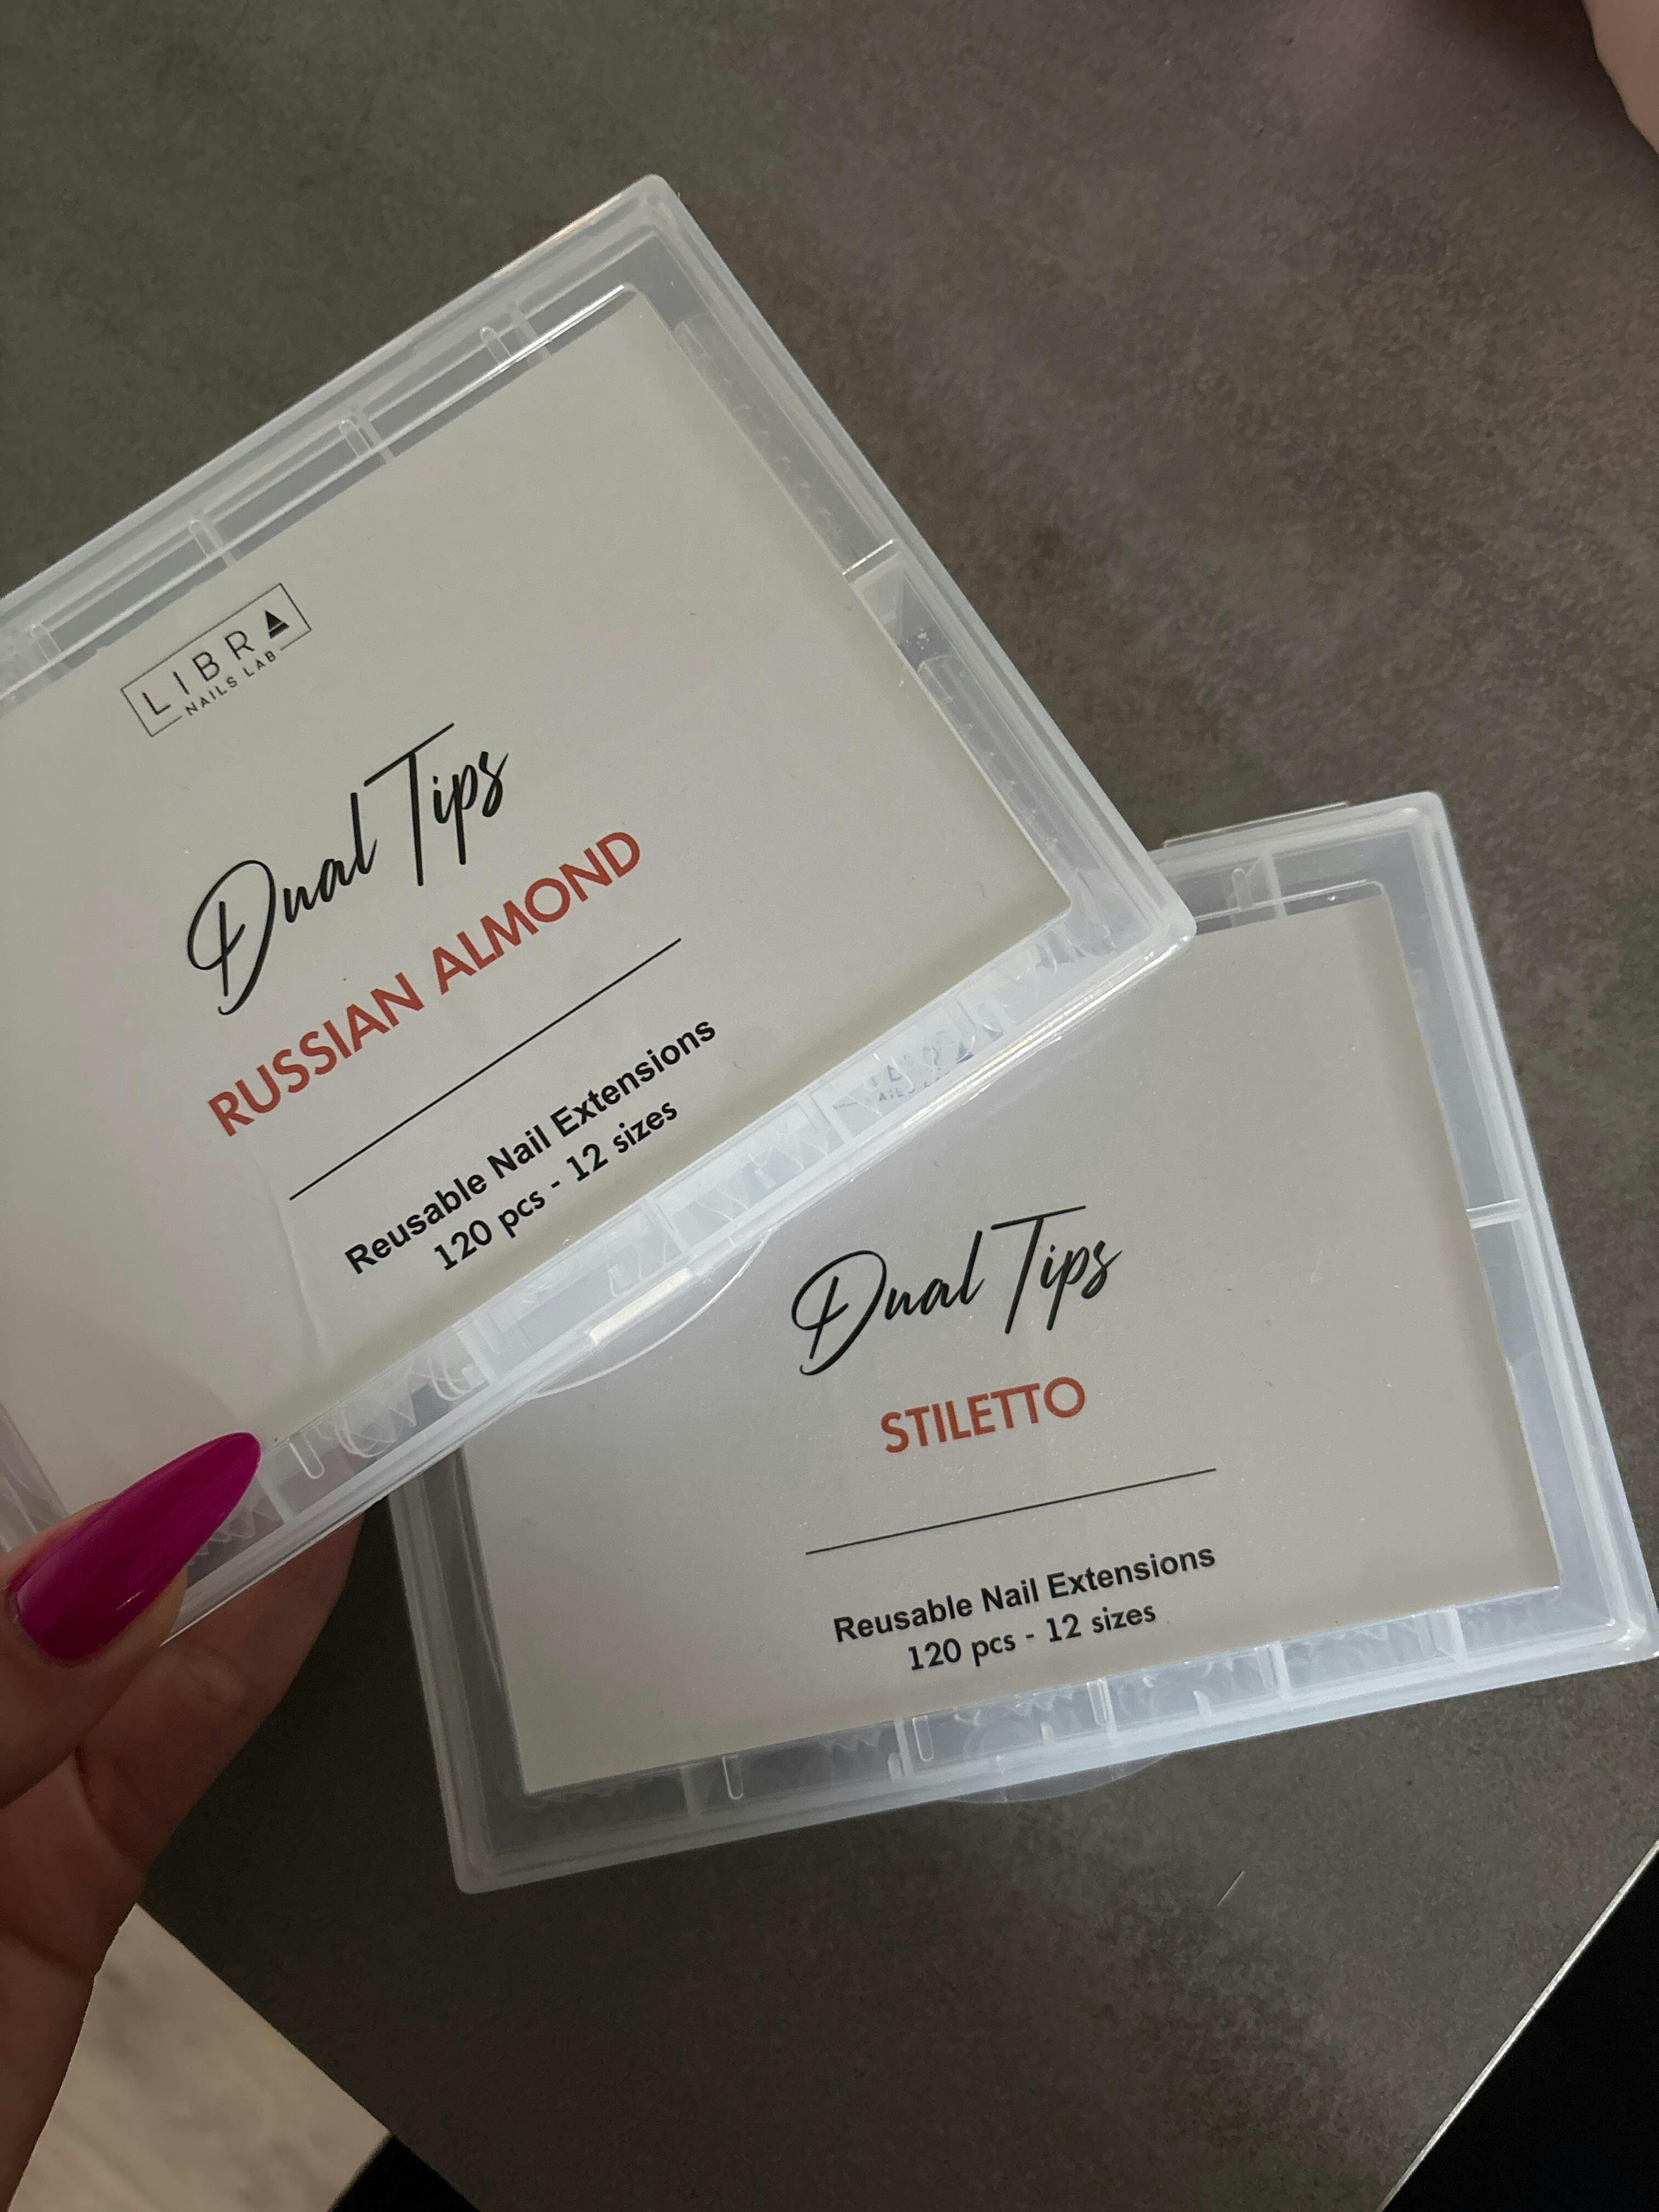 LIBRA
NAILS LAB
Dual Tips
RUSSIAN ALMOND
Reusable Nail Extensions
120 pcs - 12 sizes
Dual Tips
STILETTO
Reusable Nail Extensions
120 pcs - 12 sizes